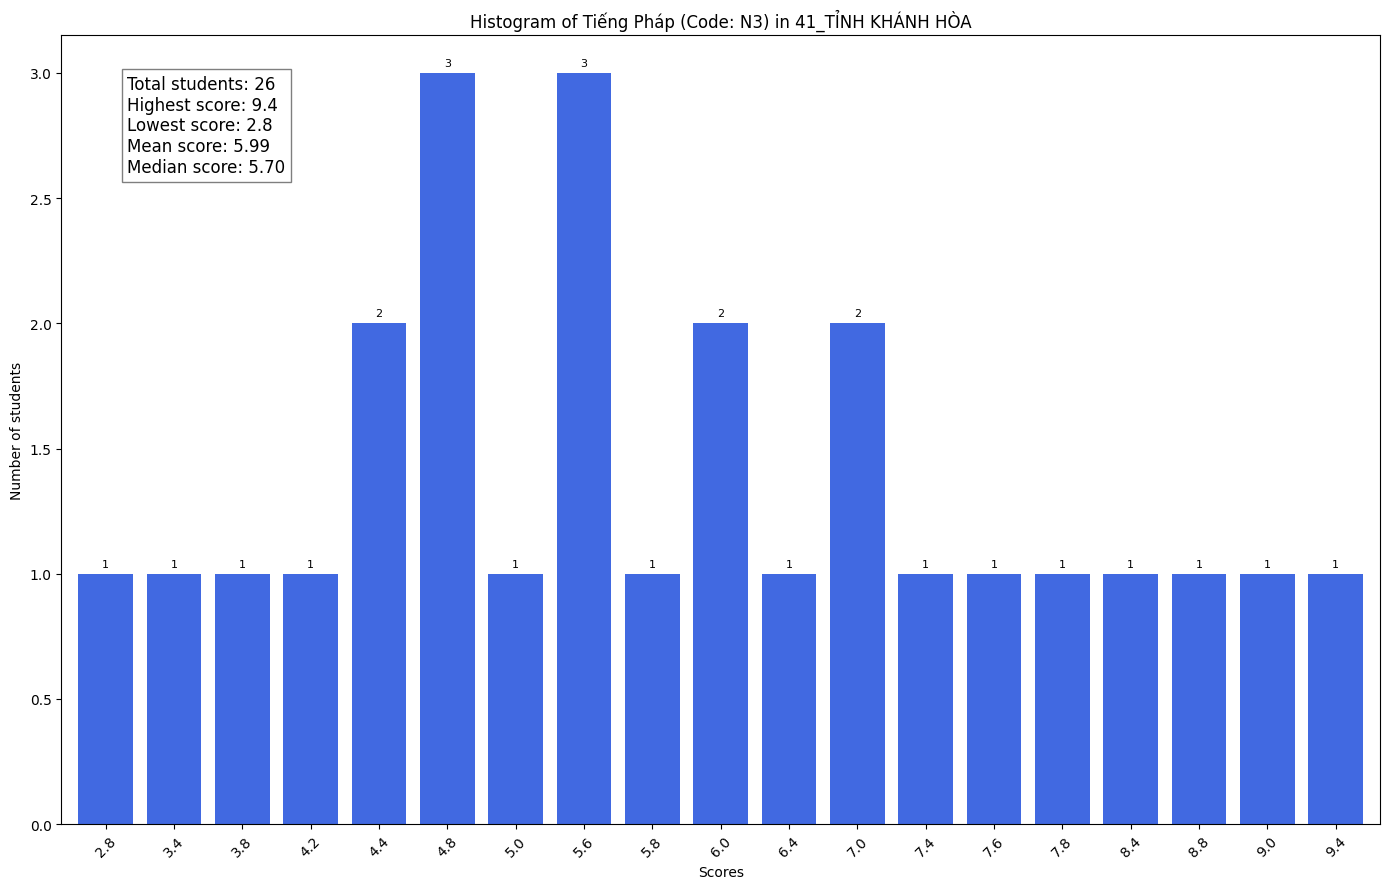 Histogram of Tiếng Pháp (Code: N3) in 41_TỈNH KHÁNH HÒA
Total students: 26
Highest score: 9.4
Lowest score: 2.8
Mean score: 5.99
Median score: 5.70
Number of students
3.0
2.5
2.0
1.5
1.0
0.5
0.0
1 1 1 1 2 3 1 3 1 2 1 2 1 1 1 1 1 1 1
2.8 3.4 3.8 4.2 4.4 4.8 5.0 5.6 5.8 6.0 6.4 7.0 7.4 7.6 7.8 8.4 8.8 9.0 9.4
Scores